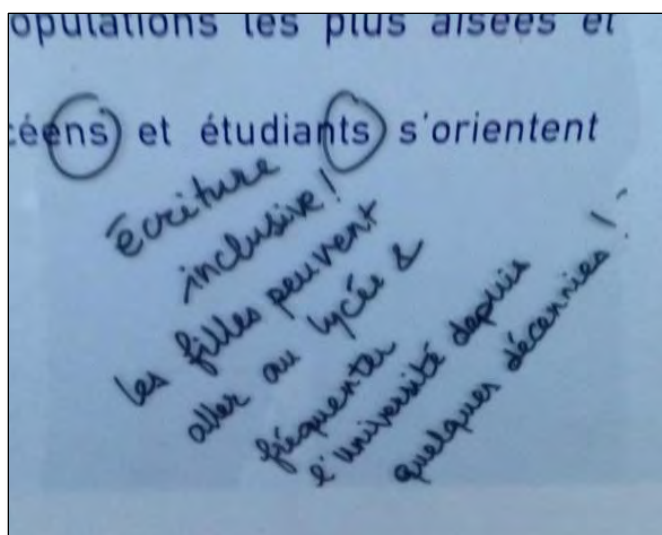 opulations les plus aisées et
céens et étudiants s'orientent
écriture
inclusive !
les filles peuvent
aller au lycée &
fréquenter
l'université depuis
quelques décennies !